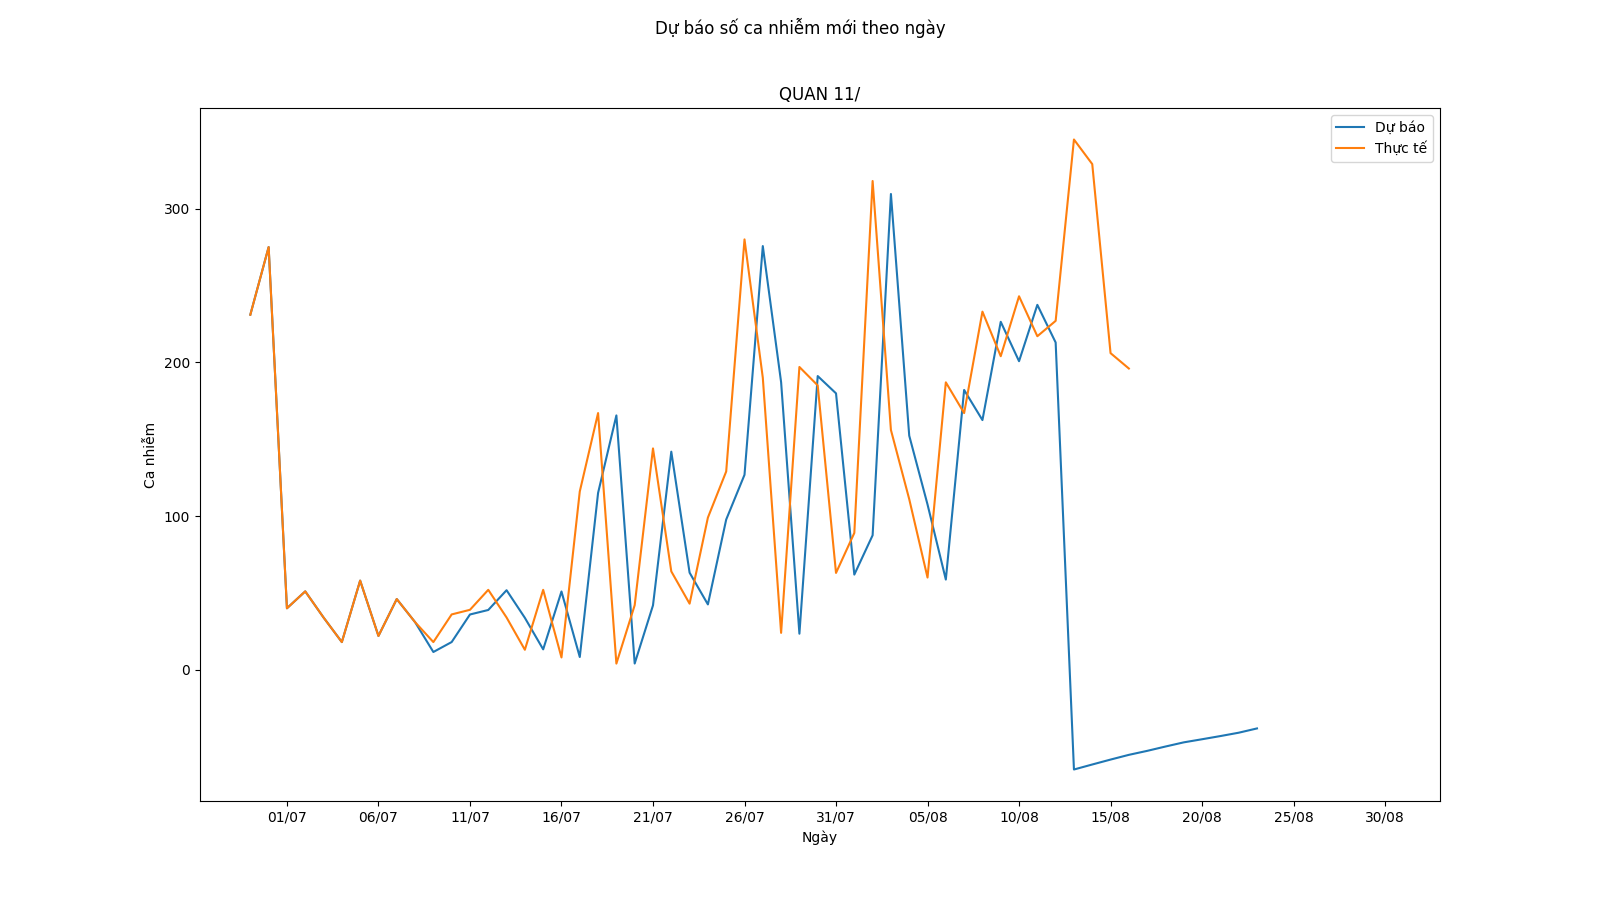 Dự báo số ca nhiễm mới theo ngày
QUAN 11/
Dự báo
Thực tế
Ca nhiễm
300
200
100
0
01/07 06/07 11/07 16/07 21/07 26/07 31/07 05/08 10/08 15/08 20/08 25/08 30/08
Ngày